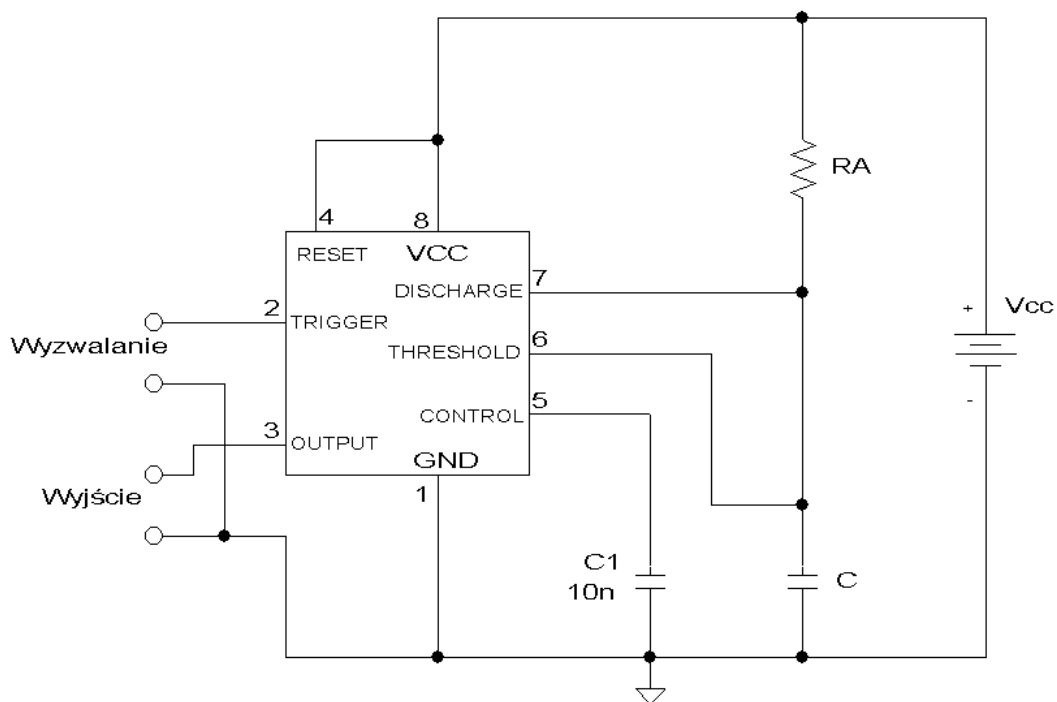 RA
4
8
RESET
VCC
7
DISCHARGE
2
TRIGGER
Vcc
+
Wyzwalanie
6
THRESHOLD
5
CONTROL
-
3
OUTPUT
GND
Wyjście
1
C1
10n
C